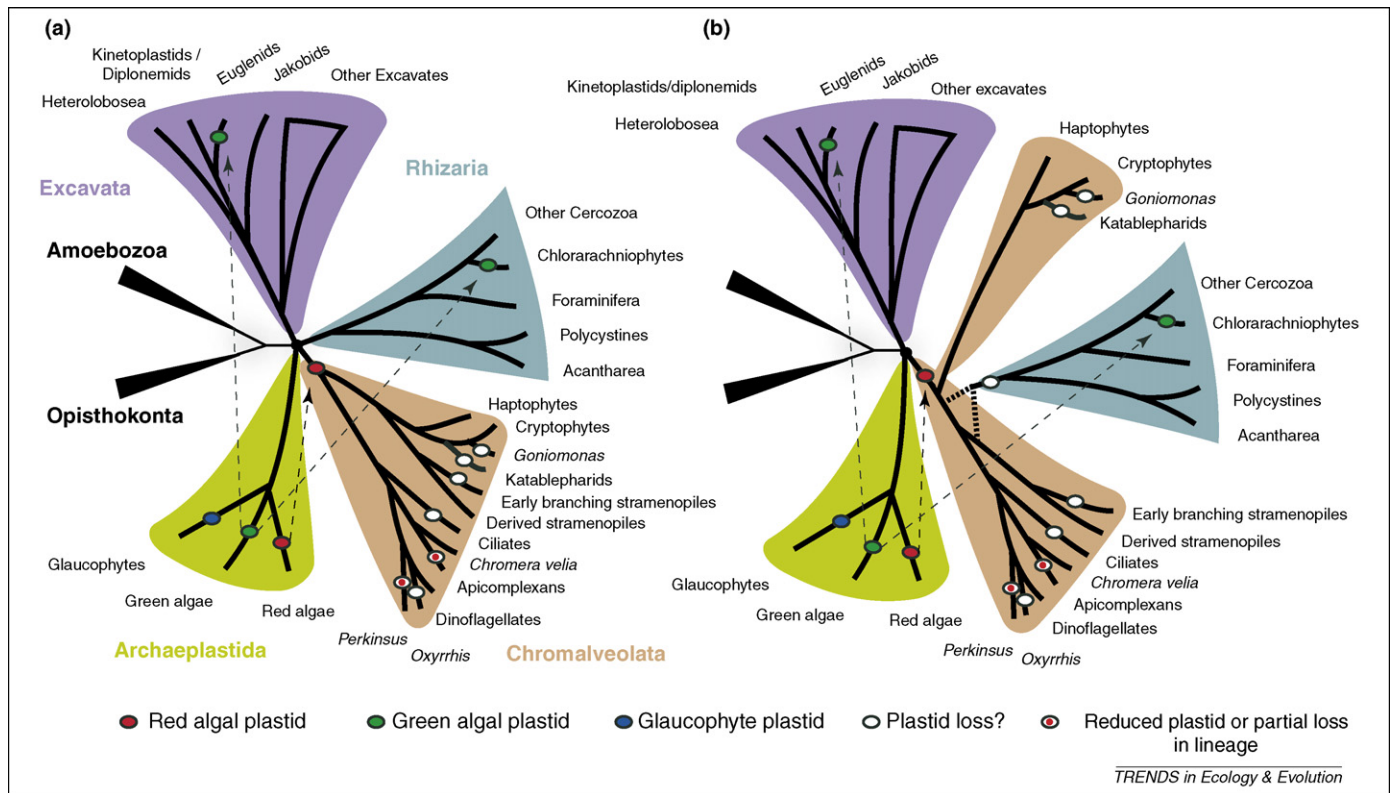 (a)
Kinetoplastids /
Diplonemids
Euglenids
Jakobids
Other Excavates
Heterolobosea
Excavata
Rhizaria
Other Cercozoa
Chlorarachniophytes
Foraminifera
Polycystines
Acantharea
Amoebozoa
Opisthokonta
Haptophytes
Cryptophytes
Goniomonas
Katablepharids
Early branching stramenopiles
Derived stramenopiles
Ciliates
Chromera velia
Apicomplexans
Dinoflagellates
Perkinsus
Oxyrrhis
Glaucophytes
Green algae
Red algae
Archaeplastida
Chromalveolata
(b)
Kinetoplastids/diplonemids
Euglenids
Jakobids
Other excavates
Heterolobosea
Haptophytes
Cryptophytes
Goniomonas
Katablepharids
Other Cercozoa
Chlorarachniophytes
Foraminifera
Polycystines
Acantharea
Early branching stramenopiles
Derived stramenopiles
Ciliates
Chromera velia
Apicomplexans
Dinoflagellates
Perkinsus
Oxyrrhis
Glaucophytes
Green algae
Red algae
Red algal plastid
Green algal plastid
Glaucophyte plastid
Plastid loss?
Reduced plastid or partial loss
in lineage
TRENDS in Ecology & Evolution